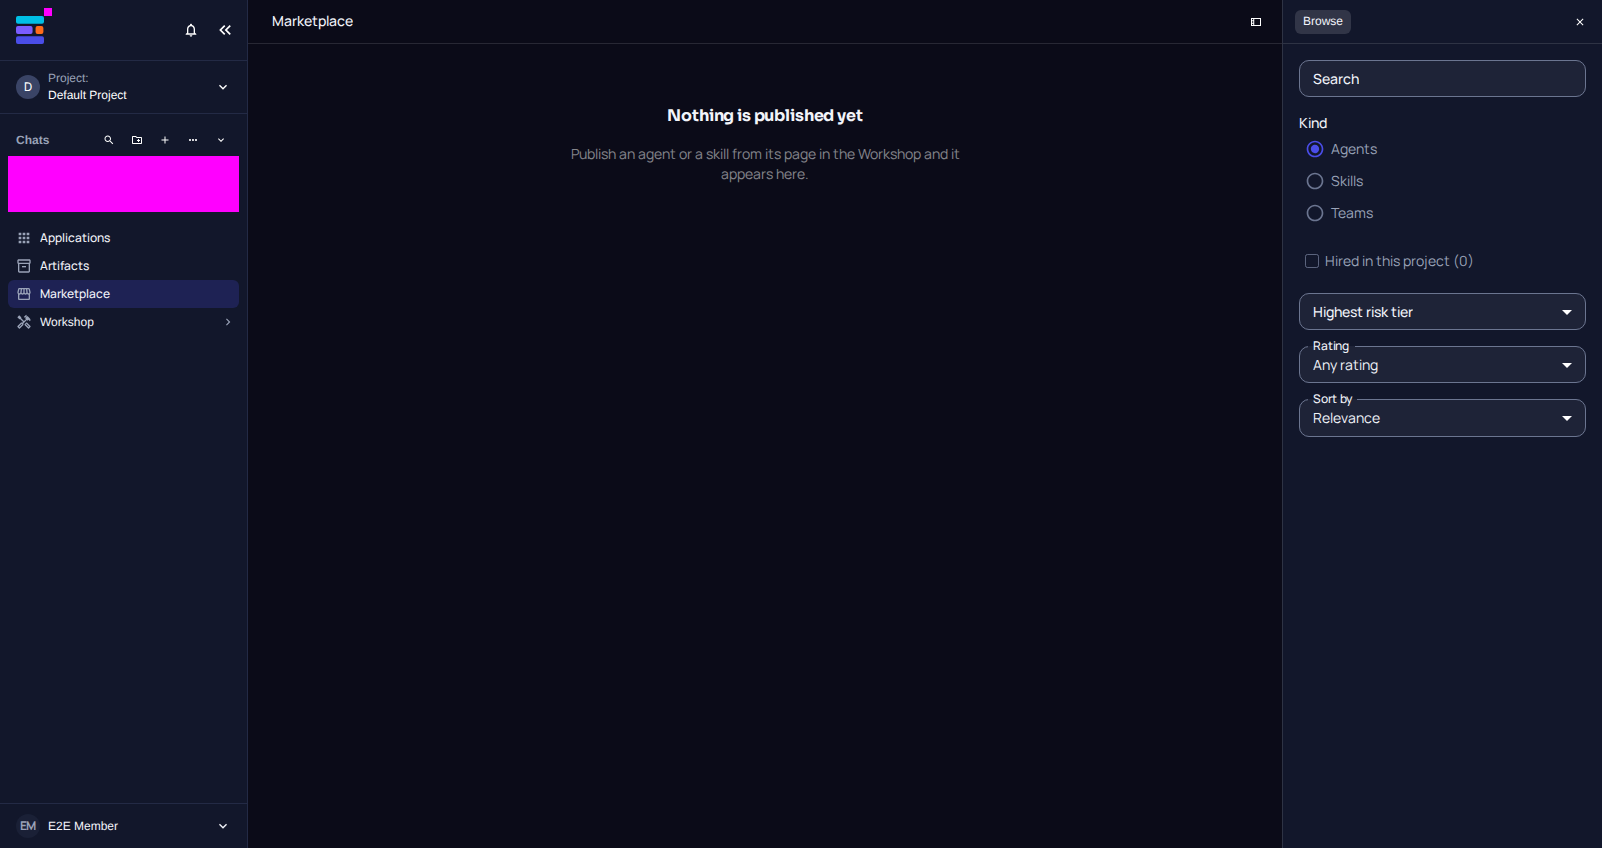 Project:
D
Default Project
Chats
Applications
Artifacts
Marketplace
Workshop
EM
E2E Member
Marketplace
Nothing is published yet
Publish an agent or a skill from its page in the Workshop and it
appears here.
Browse
Search
Kind
Agents
Skills
Teams
Hired in this project (0)
Highest risk tier
Rating
Any rating
Sort by
Relevance